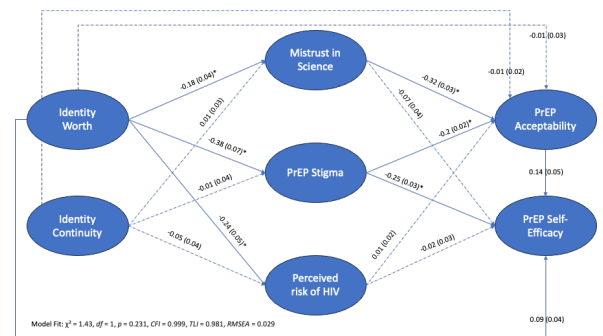 -0.01 (0.03)
Mistrust in
Science
-0.18 (0.04)*
-0.32 (0.03)*
-0.01 (0.02)
0.01 (0.03)
-0.07 (0.04)
Identity
Worth
PrEP
Acceptability
-0.38 (0.07)*
-0.2 (0.02)*
PrEP Stigma
0.14 (0.05)
-0.01 (0.04)
-0.25 (0.03)*
Identity
Continuity
PrEP Self-
Efficacy
-0.24 (0.05)*
-0.05 (0.04)
0.01 (0.02)
-0.02 (0.03)
Perceived
risk of HIV
0.09 (0.04)
Model Fit: χ² = 1.43, df = 1, p = 0.231, CFI = 0.999, TLI = 0.981, RMSEA = 0.029